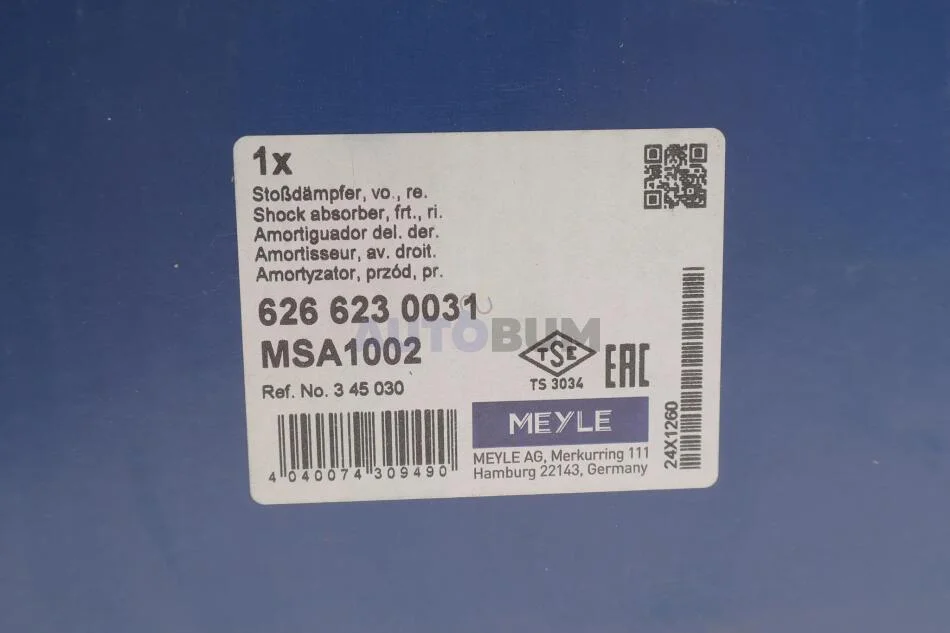 1x
Stoßdämpfer, vo., re.
Shock absorber, frt., ri.
Amortiguador del. der.
Amortisseur, av. droit.
Amortyzator, przód, pr.
626 623 0031
AUTOBUM
MSA1002
TSE
TS 3034
EAC
Ref. No. 3 45 030
MEYLE
MEYLE AG, Merkurring 111
Hamburg 22143, Germany
4 040074 309490
24X1260